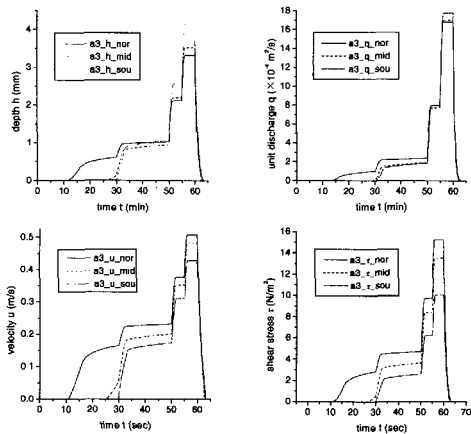 4
3
2
1
0
depth h (mm)
a3_h_nor
a3_h_mid
a3_h_sou
0 10 20 30 40 50 60
time t (min)
18
16
14
12
10
8
6
4
2
0
unit discharge q (×10⁻⁴ m²/s)
a3_q_nor
a3_q_mid
a3_q_sou
0 10 20 30 40 50 60
time t (min)
0.5
0.4
0.3
0.2
0.1
0.0
velocity u (m/s)
a3_u_nor
a3_u_mid
a3_u_sou
0 10 20 30 40 50 60
time t (sec)
16
14
12
10
8
6
4
2
0
shear stress τ (N/m²)
a3_τ_nor
a3_τ_mid
a3_τ_sou
0 10 20 30 40 50 60 70
time t (sec)